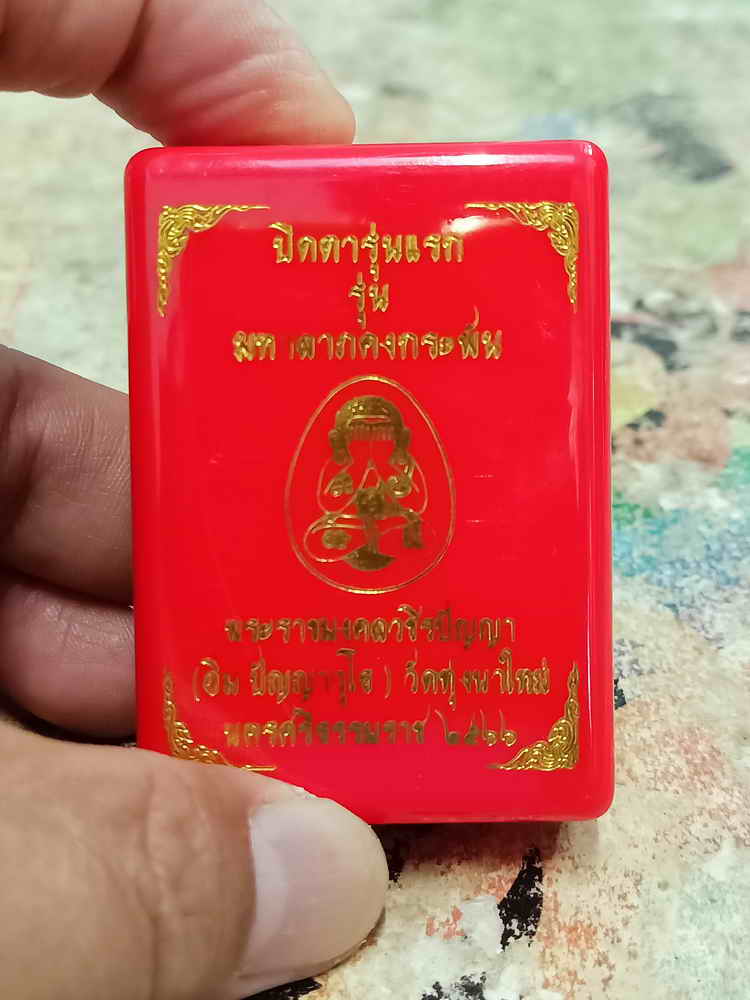 ปิดตารุ่นแรก
รุ่น
มหาลาภคงกระพัน
พระราชมงคลวชิรปัญญา
(อิ่ม ปัญญาวุโธ) วัดทุ่งนาใหม่
นครศรีธรรมราช ๒๕๖๖